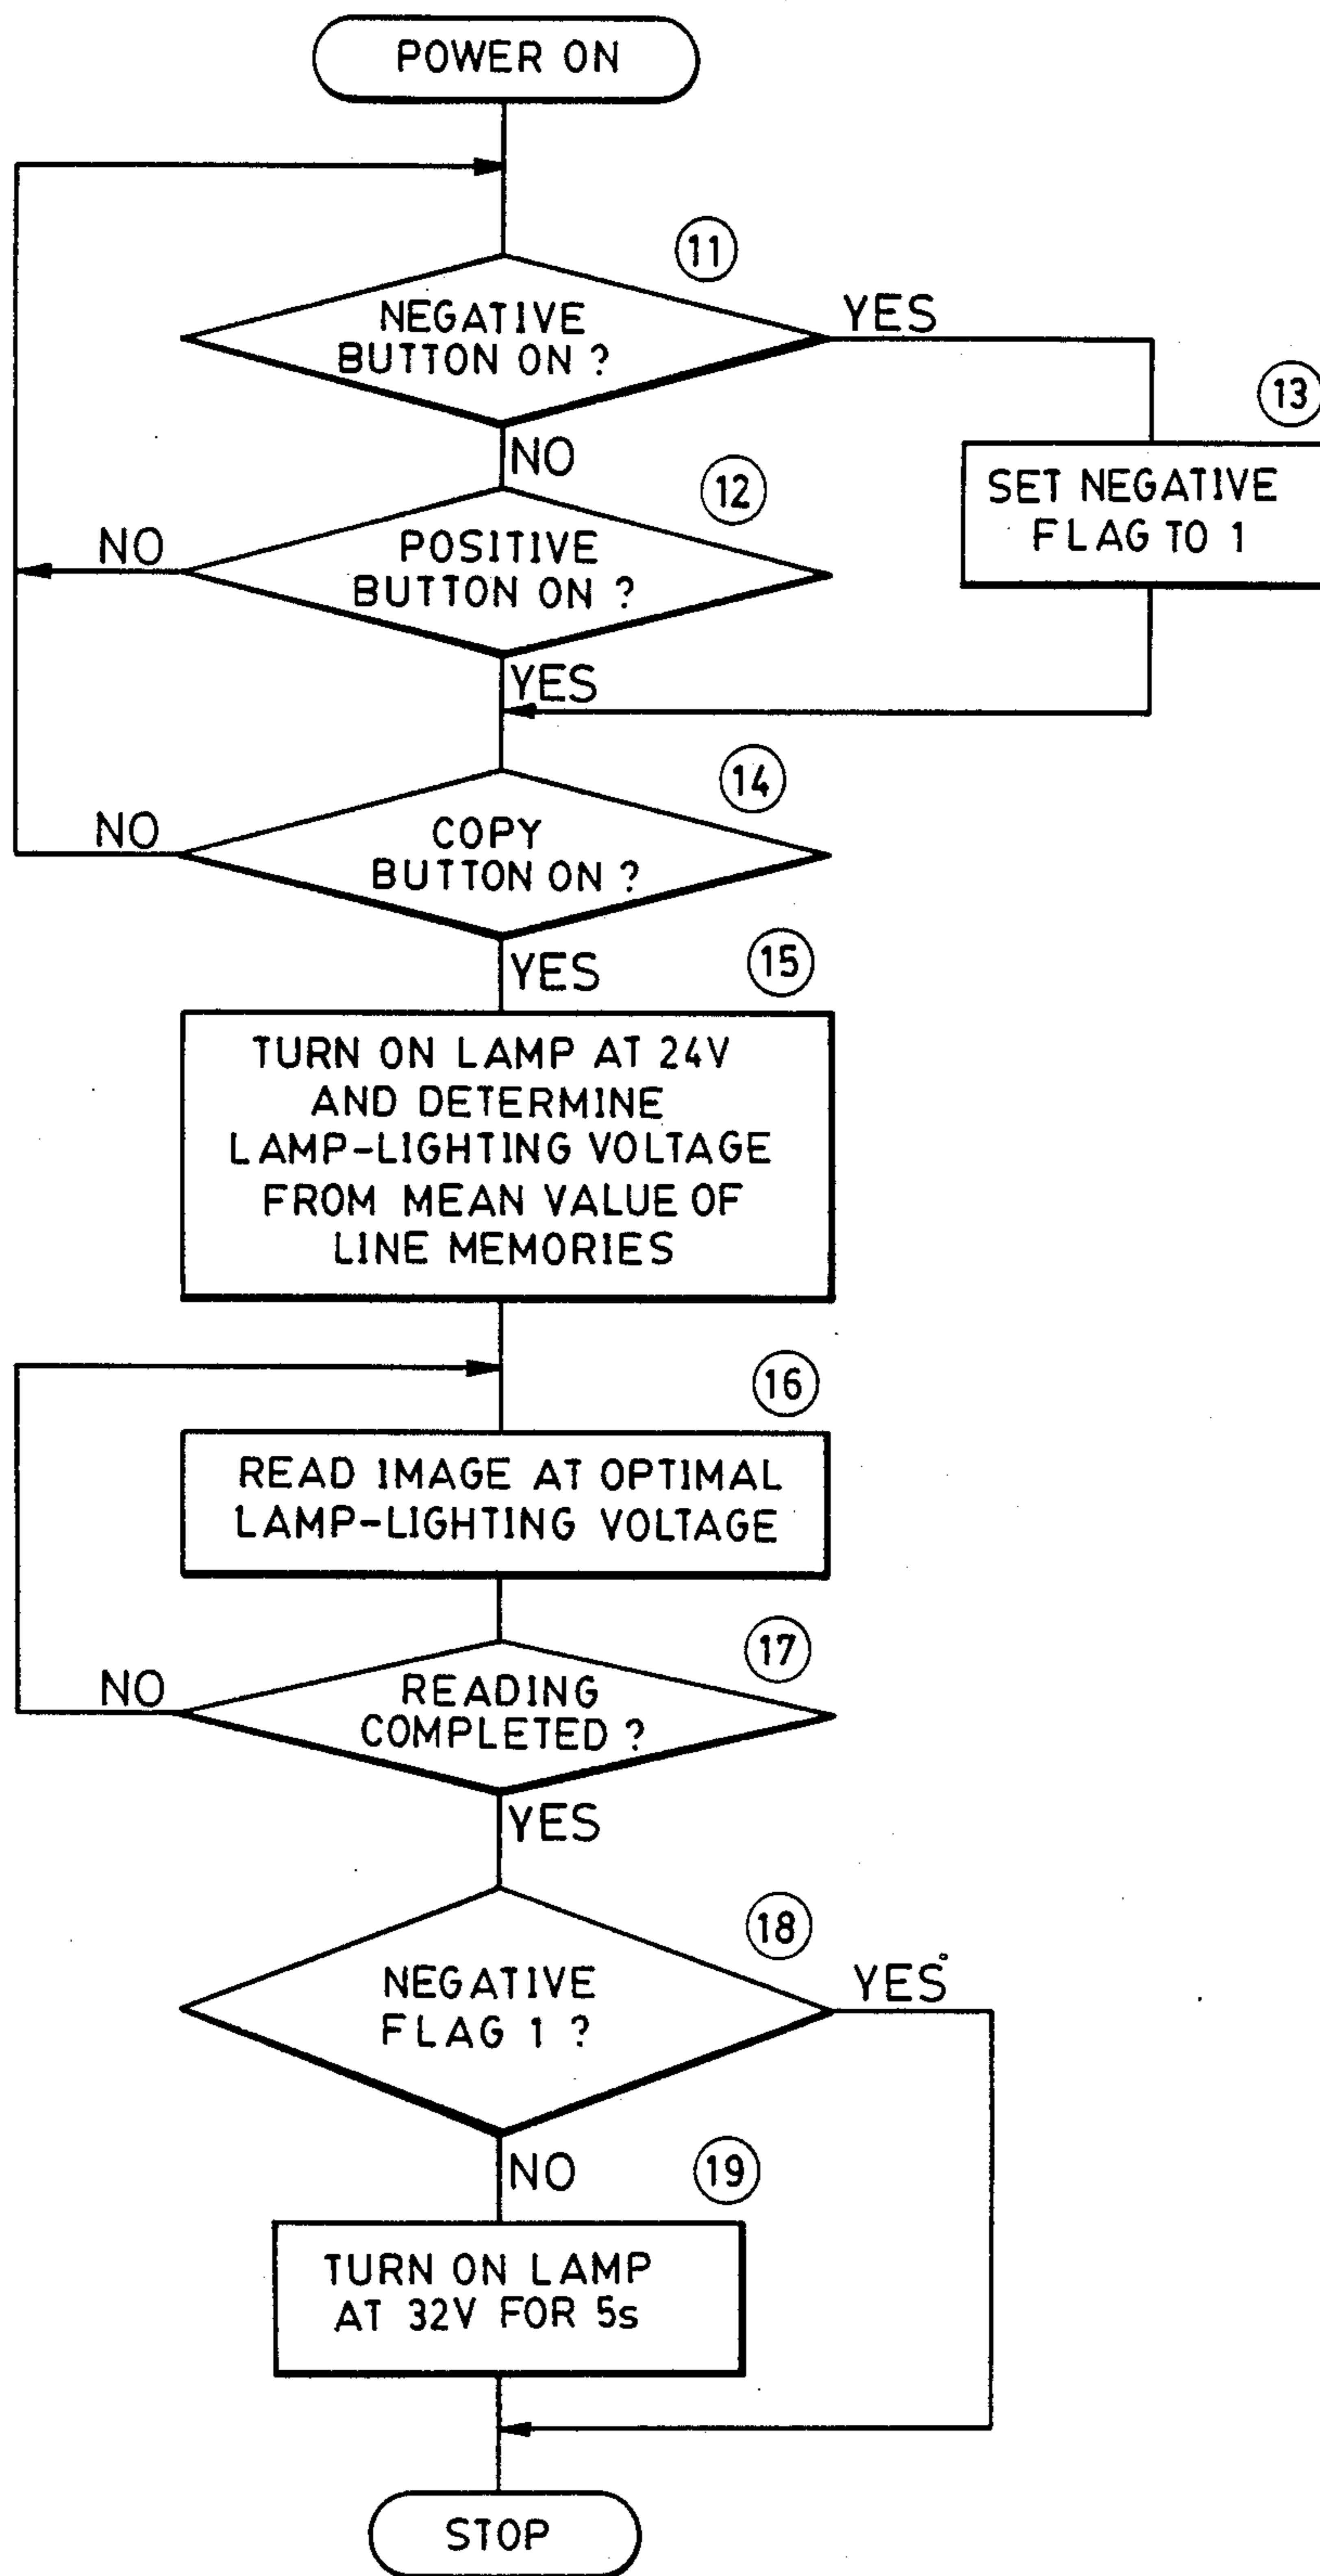 POWER ON
11
NEGATIVE
BUTTON ON ?
YES
13
NO
SET NEGATIVE
FLAG TO 1
12
NO
POSITIVE
BUTTON ON ?
YES
14
NO
COPY
BUTTON ON ?
YES
15
TURN ON LAMP AT 24V
AND DETERMINE
LAMP-LIGHTING VOLTAGE
FROM MEAN VALUE OF
LINE MEMORIES
16
READ IMAGE AT OPTIMAL
LAMP-LIGHTING VOLTAGE
17
NO
READING
COMPLETED ?
YES
18
NEGATIVE
FLAG 1 ?
YES
NO
19
TURN ON LAMP
AT 32V FOR 5s
STOP